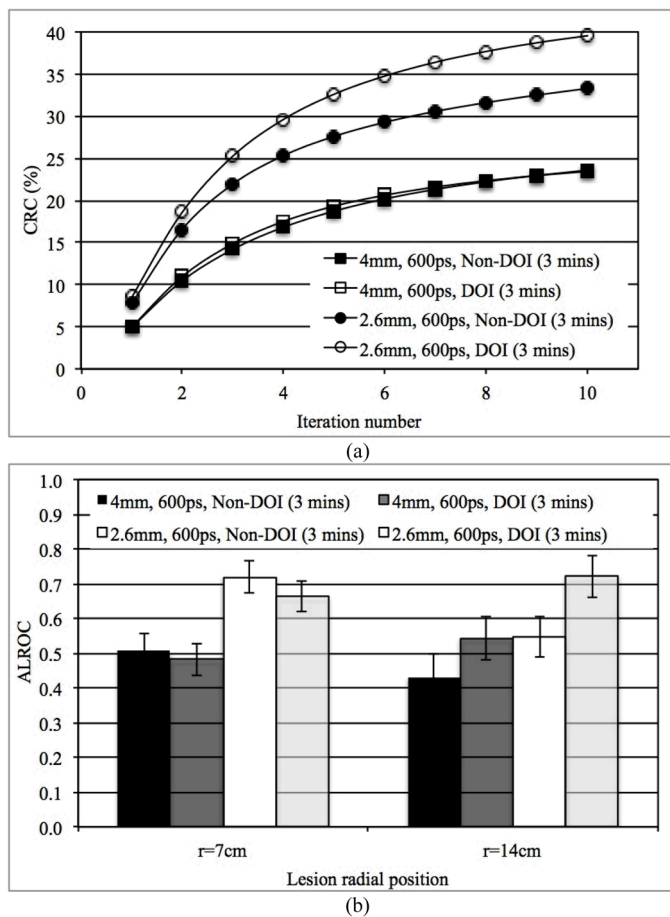 40
35
30
25
20
15
10
5
0
CRC (%)
4mm, 600ps, Non-DOI (3 mins)
4mm, 600ps, DOI (3 mins)
2.6mm, 600ps, Non-DOI (3 mins)
2.6mm, 600ps, DOI (3 mins)
0 2 4 6 8 10
Iteration number
(a)
1.0
0.9
0.8
0.7
0.6
0.5
0.4
0.3
0.2
0.1
0.0
ALROC
4mm, 600ps, Non-DOI (3 mins) 4mm, 600ps, DOI (3 mins)
2.6mm, 600ps, Non-DOI (3 mins) 2.6mm, 600ps, DOI (3 mins)
r=7cm r=14cm
Lesion radial position
(b)